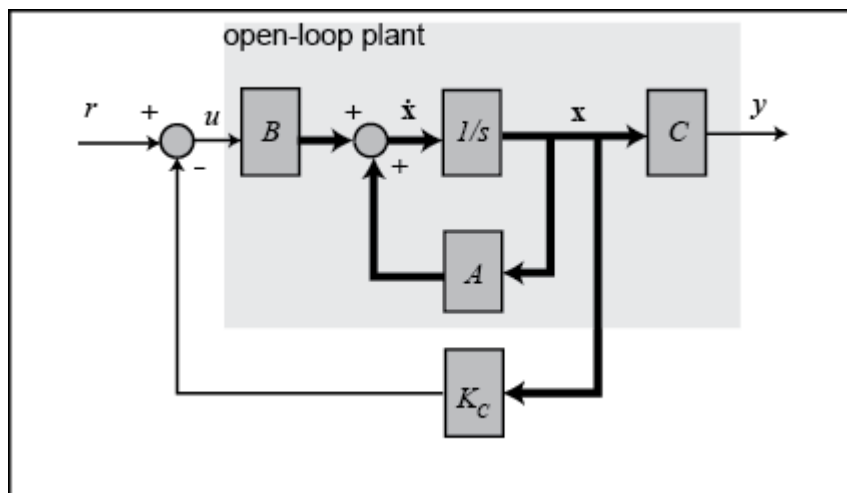 open-loop plant
r + u B + ẋ 1/s x C y
- +
A
K_C